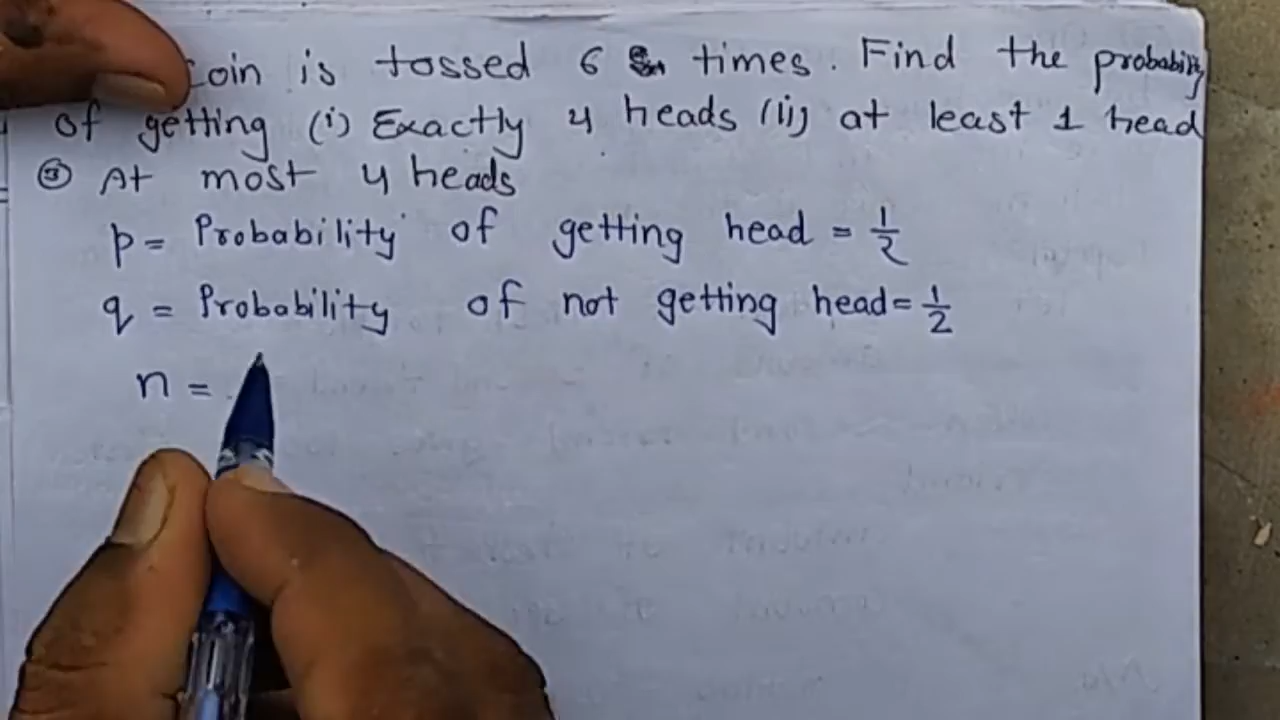 coin is tossed 6 times. Find the probability
of getting (i) Exactly 4 heads (ii) at least 1 head
③ At most 4 heads
p = Probability of getting head = 1/2
q = Probability of not getting head = 1/2
n =